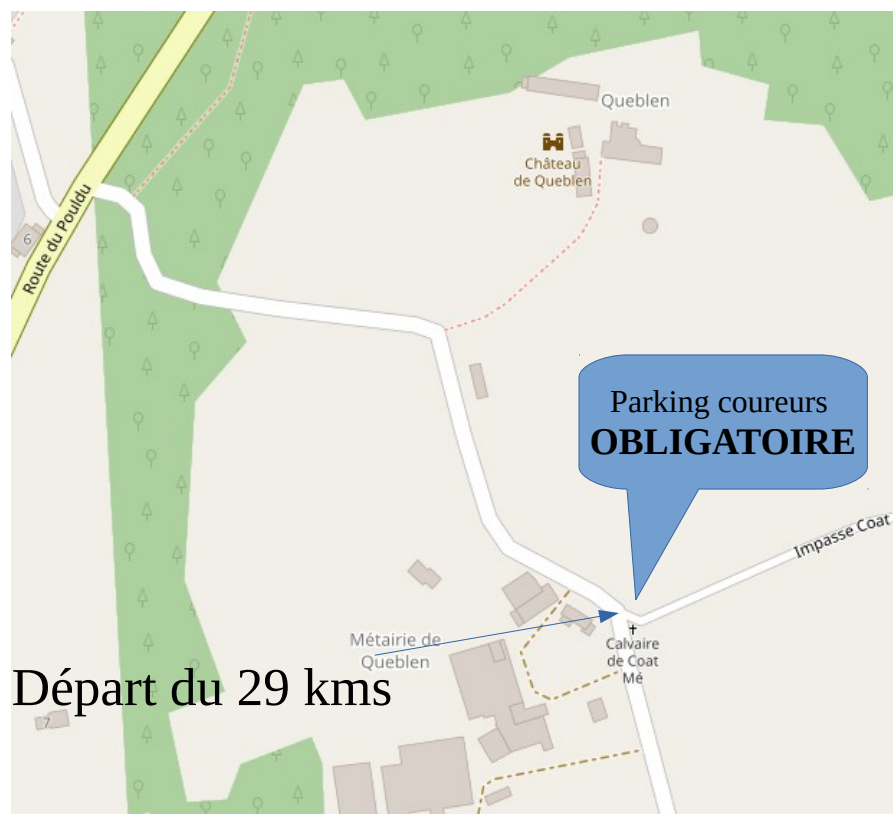 Queblen
Château
de Queblen
6
Route du Pouldu
Parking coureurs
OBLIGATOIRE
Impasse Coat
Métairie de
Queblen
Calvaire
de Coat
Mé
Départ du 29 kms
7